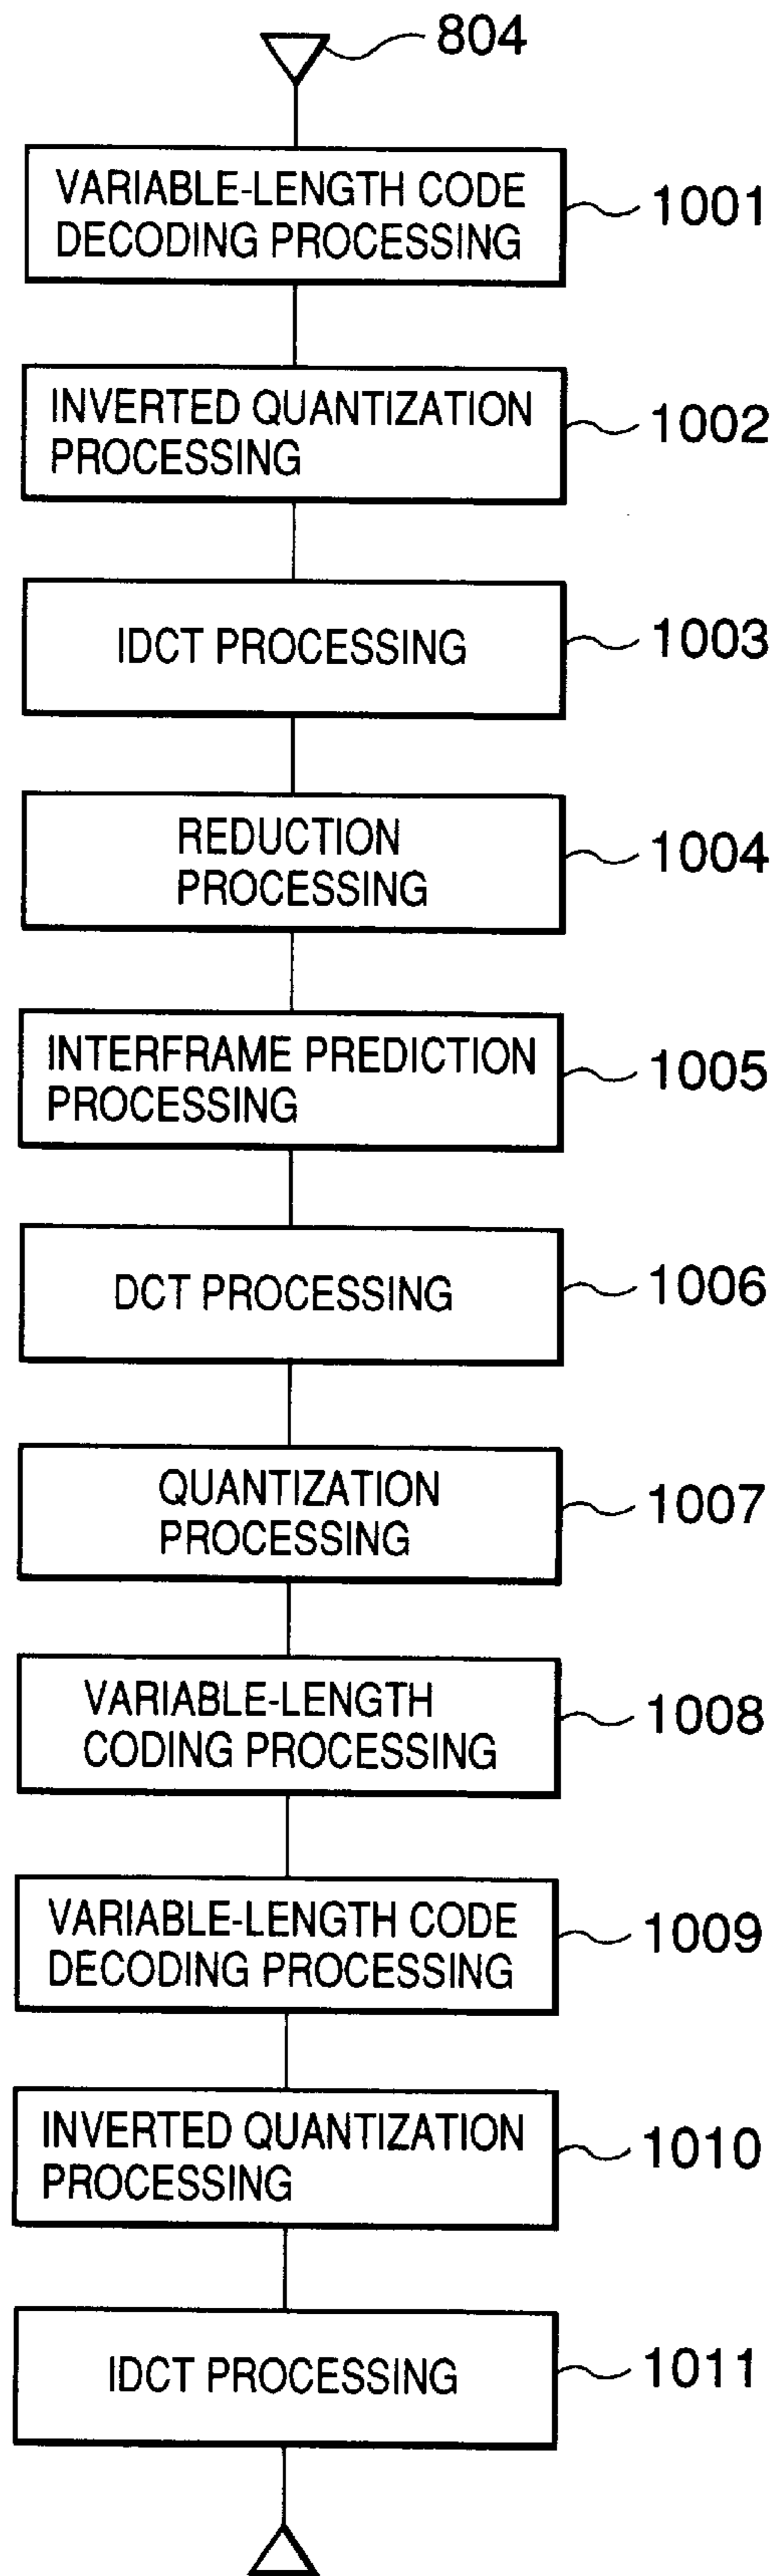 804
VARIABLE-LENGTH CODE
DECODING PROCESSING
1001
INVERTED QUANTIZATION
PROCESSING
1002
IDCT PROCESSING
1003
REDUCTION
PROCESSING
1004
INTERFRAME PREDICTION
PROCESSING
1005
DCT PROCESSING
1006
QUANTIZATION
PROCESSING
1007
VARIABLE-LENGTH
CODING PROCESSING
1008
VARIABLE-LENGTH CODE
DECODING PROCESSING
1009
INVERTED QUANTIZATION
PROCESSING
1010
IDCT PROCESSING
1011